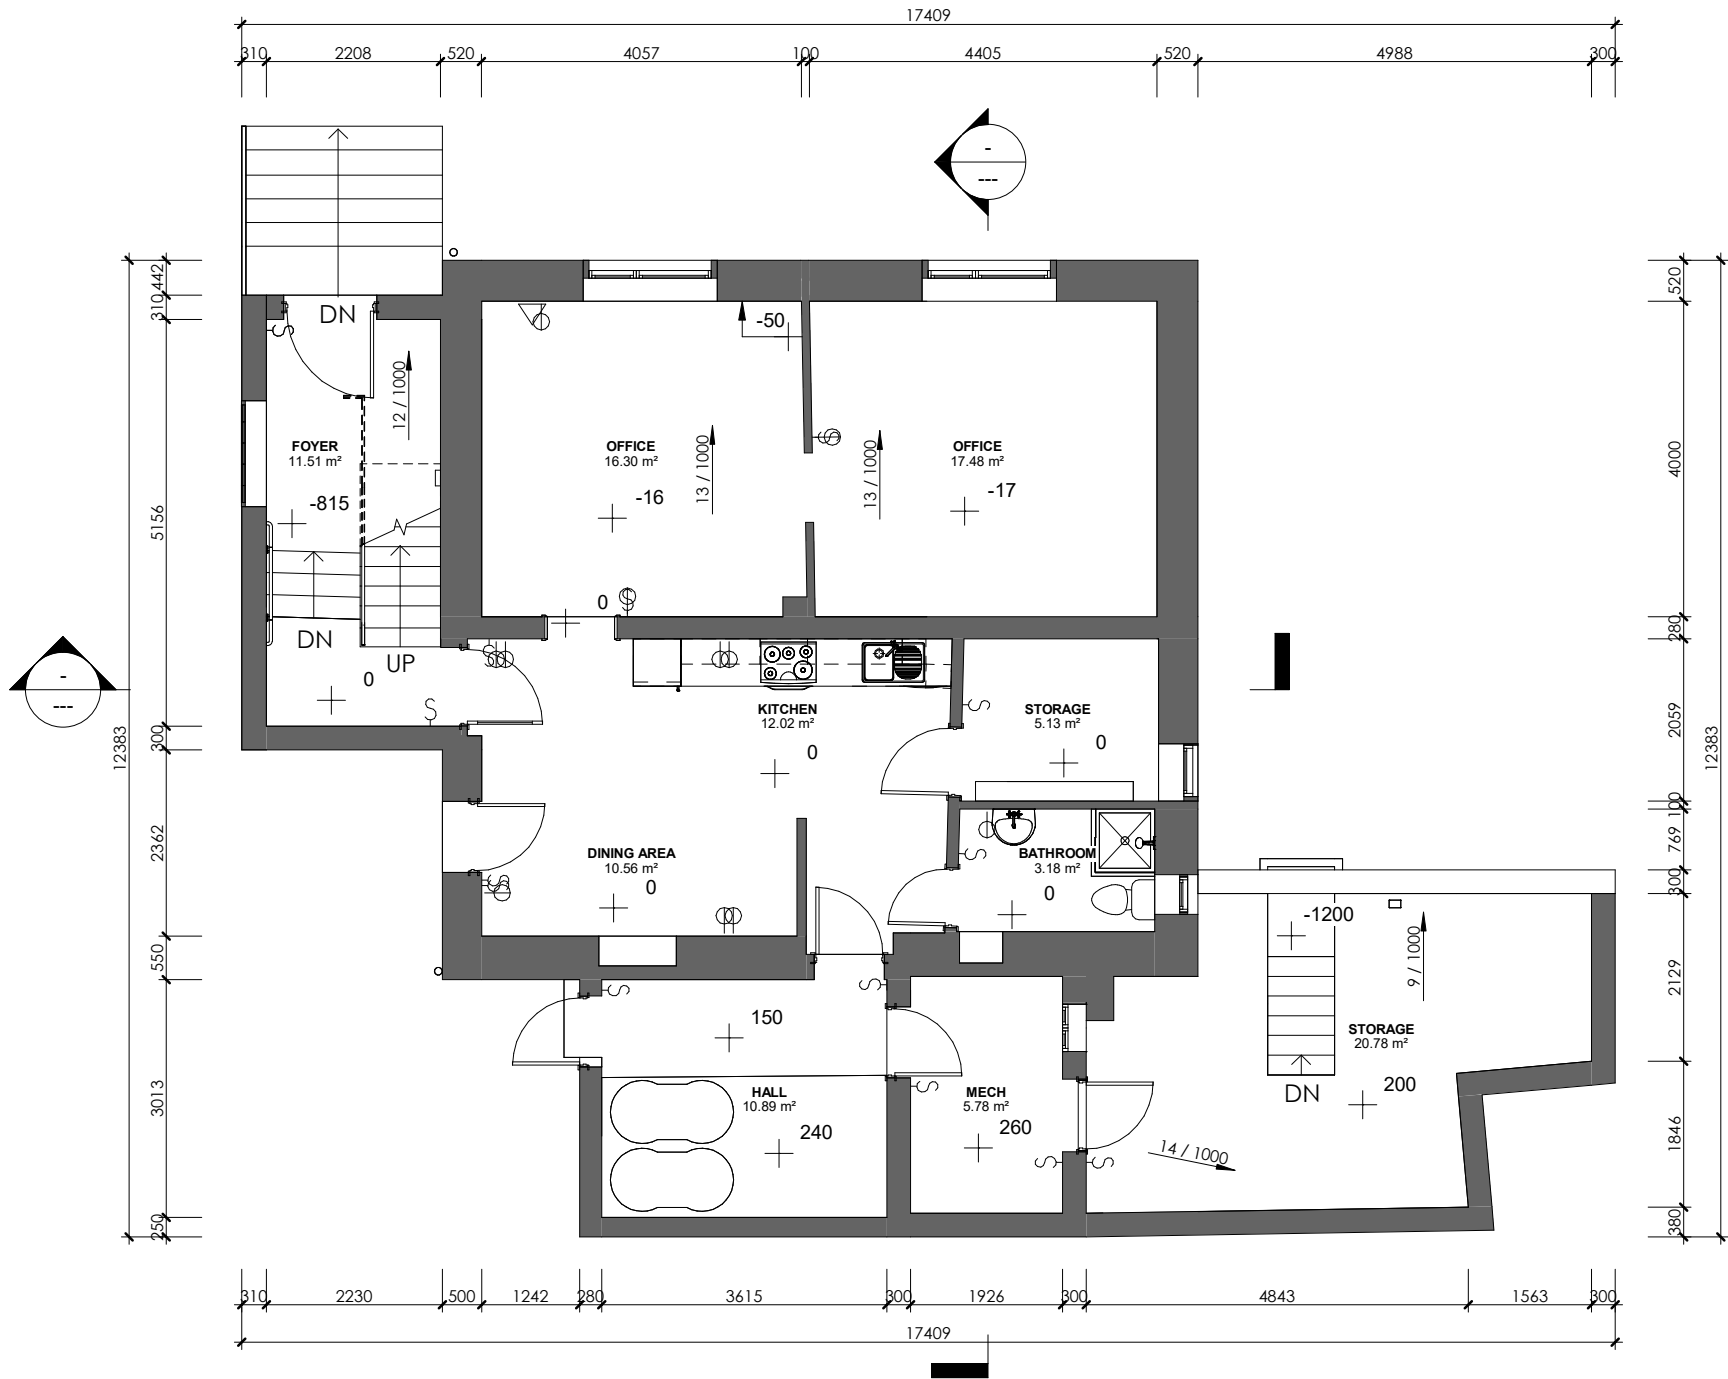 17409
310 2208 520 4057 100 4405 520 4988 300
-
---
442
310
5156
300
2362
550
3013
250
12383
520
4000
280
2059
100
769
300
2129
1846
380
12383
DN
12 / 1000
FOYER
11.51 m²
-815
DN
UP
0
-50
OFFICE
16.30 m²
-16
13 / 1000
0
13 / 1000
OFFICE
17.48 m²
-17
-
---
KITCHEN
12.02 m²
0
STORAGE
5.13 m²
0
DINING AREA
10.56 m²
0
BATHROOM
3.18 m²
0
150
HALL
10.89 m²
240
MECH
5.78 m²
260
-1200
9 / 1000
STORAGE
20.78 m²
200
DN
14 / 1000
310 2230 500 1242 280 3615 300 1926 300 4843 1563 300
17409